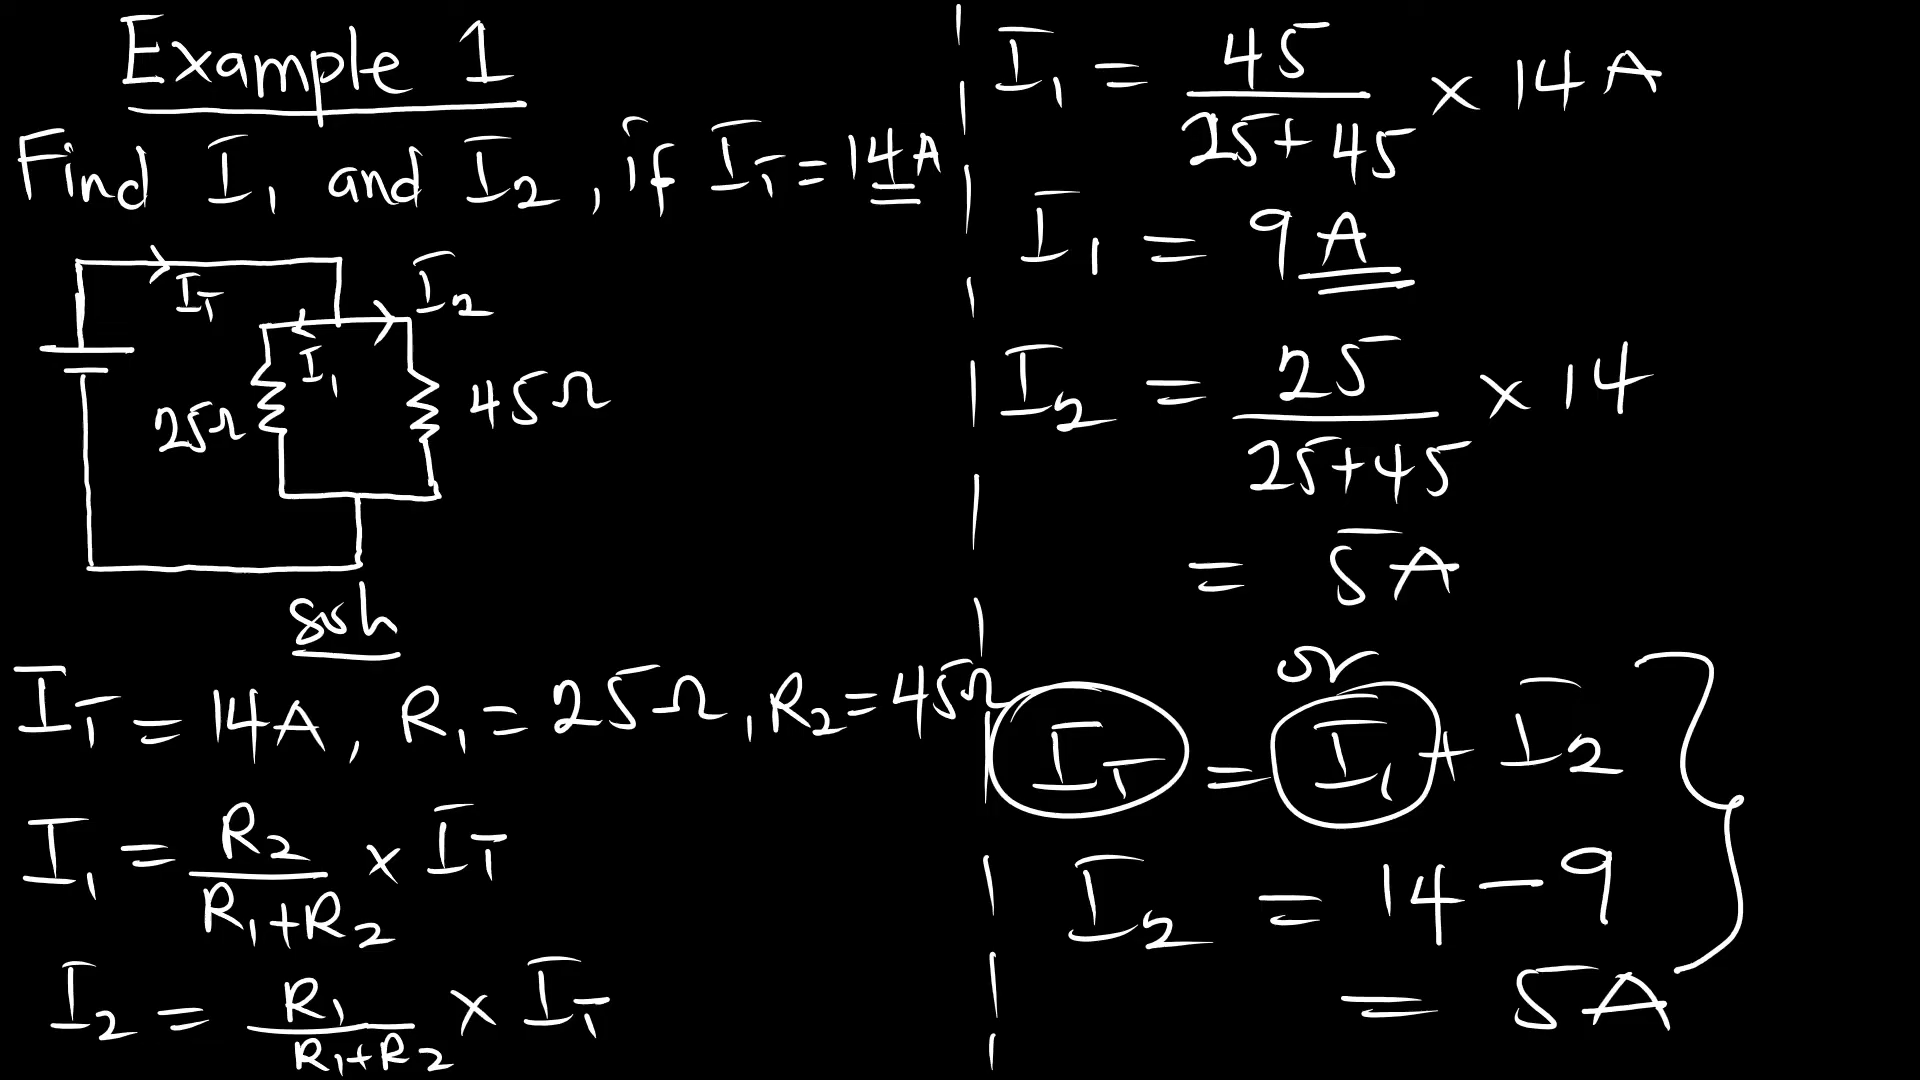 Example 1
Find I₁ and I₂, if I_T = 14A
I_T
I₂
I₁
25Ω
45Ω
soln
I_T = 14A, R₁ = 25Ω, R₂ = 45Ω
I₁ = R₂/(R₁+R₂) × I_T
I₂ = R₁/(R₁+R₂) × I_T
I₁ = 45/(25+45) × 14A
I₁ = 9A
I₂ = 25/(25+45) × 14
= 5A
or
I_T = I₁ + I₂
I₂ = 14 − 9
= 5A